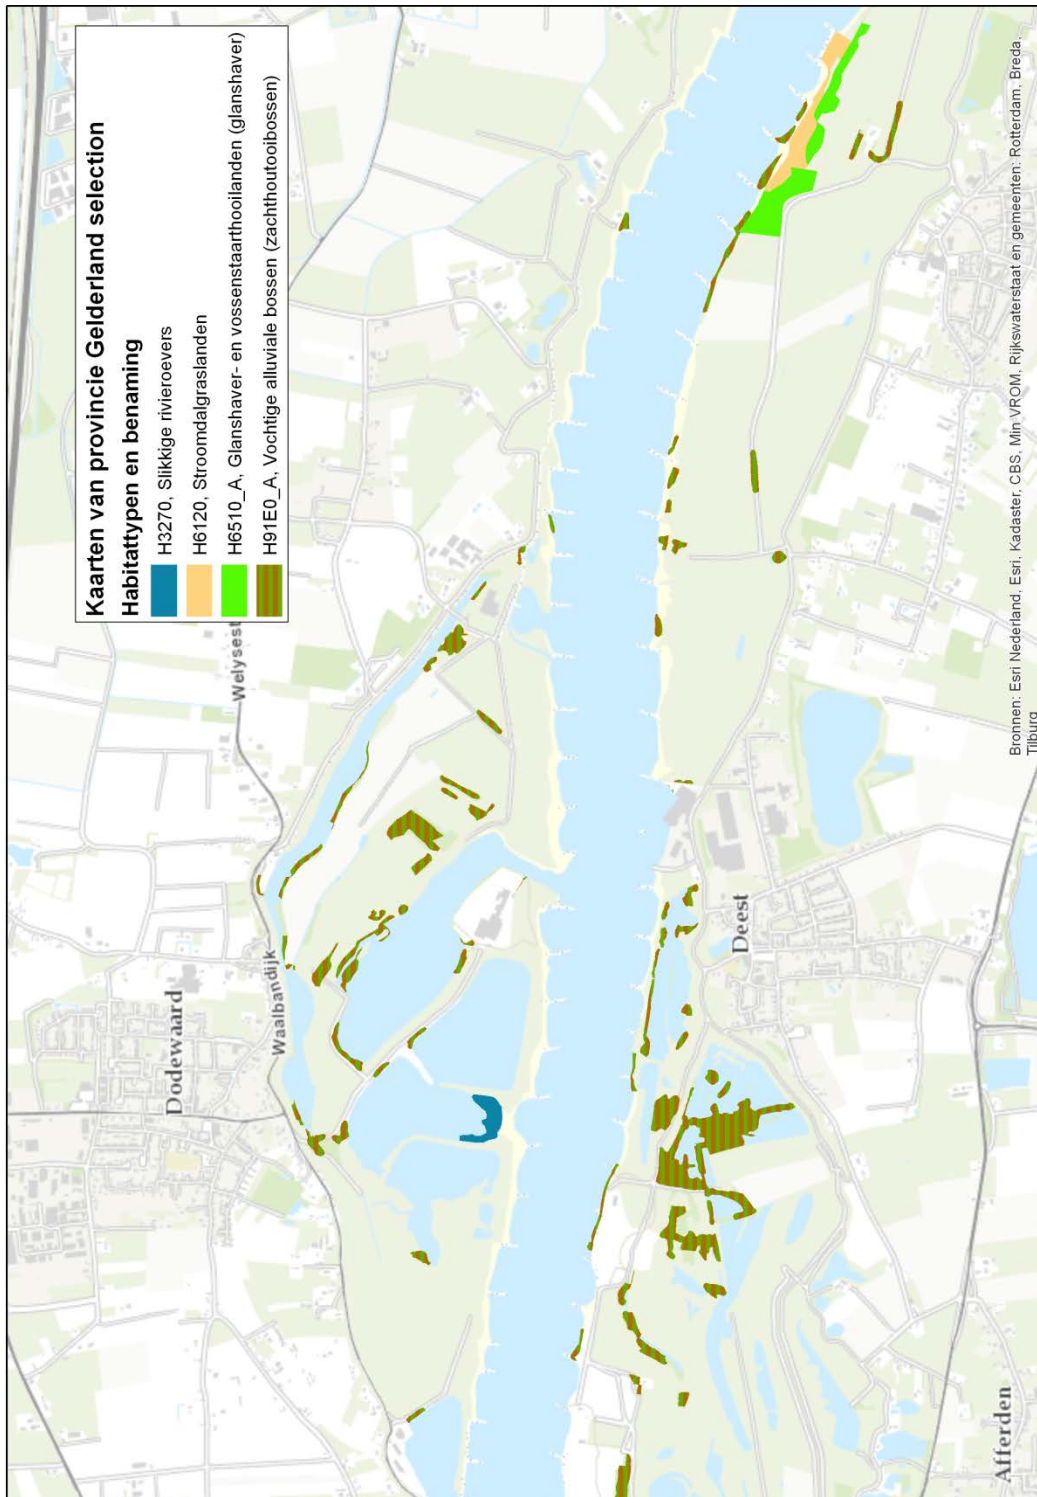 Kaarten van provincie Gelderland selection
Habitattypen en benaming
H3270, Slikkige rivieroevers
H6120, Stroomdalgraslanden
H6510_A, Glanshaver- en vossenstarthooilanden (glanshaver)
H91E0_A, Vochtige alluviale bossen (zachthoutooibossen)
Welysest
Dodewaard
Waalbandijk
Deest
Afferden
Bronnen: Esri Nederland, Esri, Kadaster, CBS, Min VROM, Rijkswaterstaat en gemeenten: Rotterdam, Breda,
Tilburg